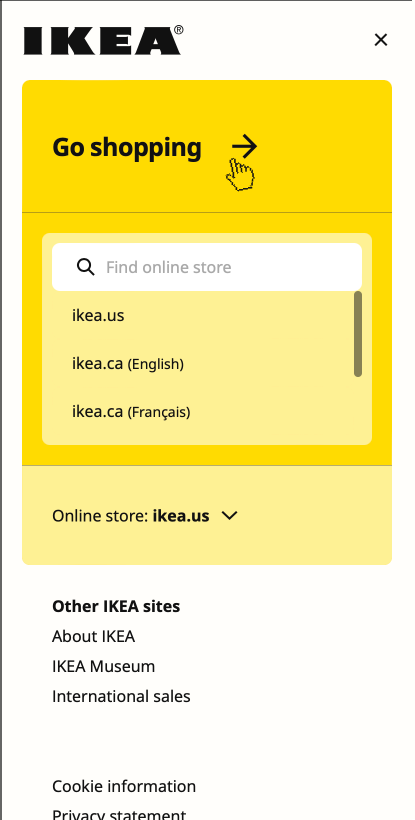 IKEA®
Go shopping
Find online store
ikea.us
ikea.ca (English)
ikea.ca (Français)
Online store: ikea.us
Other IKEA sites
About IKEA
IKEA Museum
International sales
Cookie information
Privacy statement